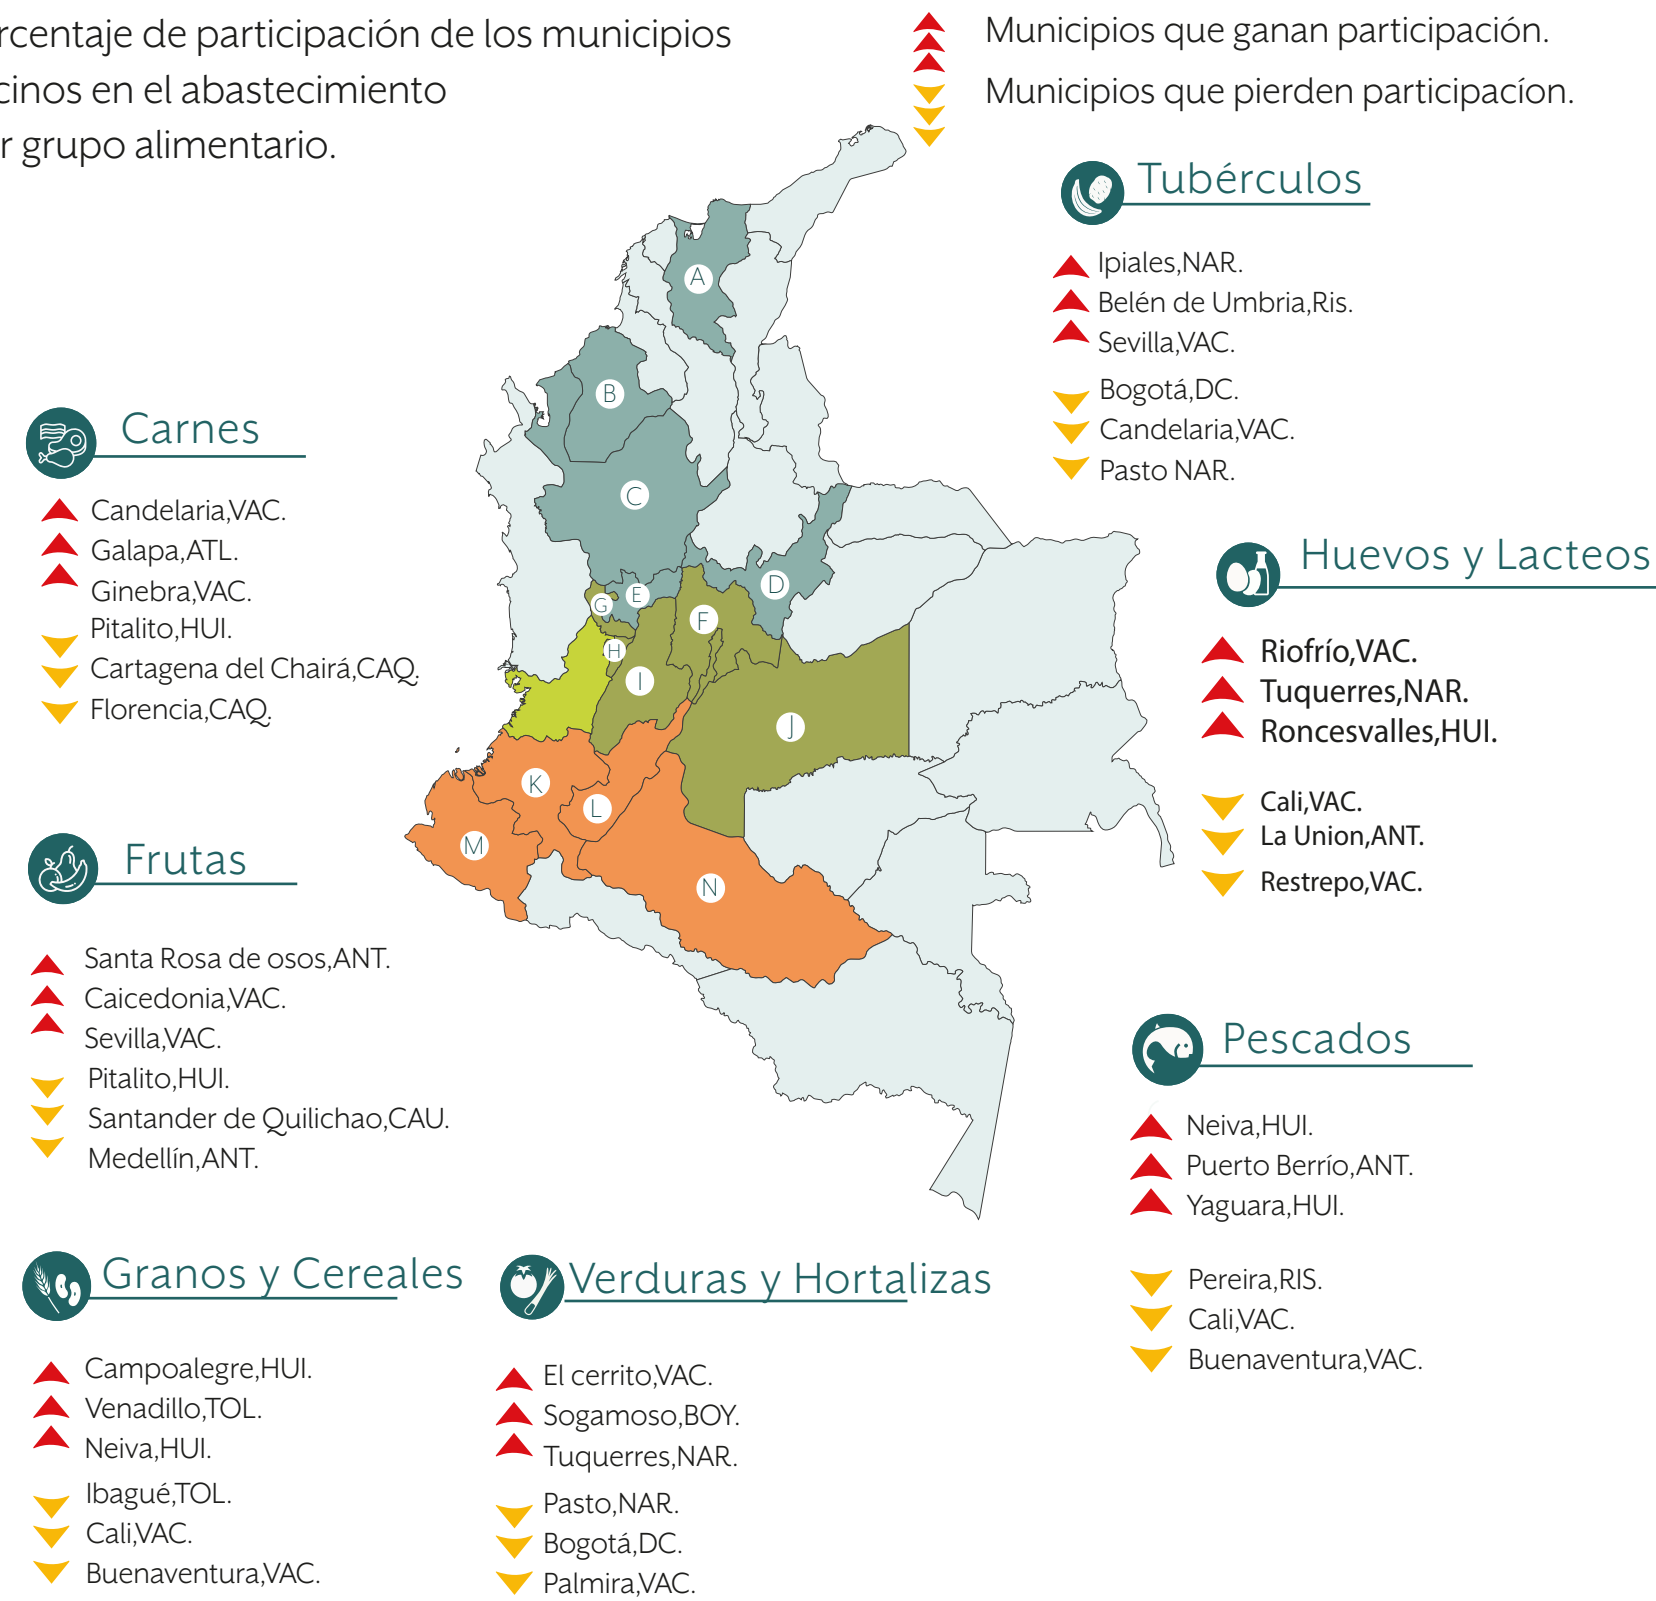 rcentaje de participación de los municipios
cinos en el abastecimiento
r grupo alimentario.
Municipios que ganan participación.
Municipios que pierden participacíon.
Tubérculos
Ipiales,NAR.
Belén de Umbria,Ris.
Sevilla,VAC.
Bogotá,DC.
Candelaria,VAC.
Pasto NAR.
Carnes
Candelaria,VAC.
Galapa,ATL.
Ginebra,VAC.
Pitalito,HUI.
Cartagena del Chairá,CAQ.
Florencia,CAQ.
Huevos y Lacteos
Riofrío,VAC.
Tuquerres,NAR.
Roncesvalles,HUI.
Cali,VAC.
La Union,ANT.
Restrepo,VAC.
A
B
C
D
E
F
G
H
I
J
K
L
M
N
Frutas
Santa Rosa de osos,ANT.
Caicedonia,VAC.
Sevilla,VAC.
Pitalito,HUI.
Santander de Quilichao,CAU.
Medellín,ANT.
Pescados
Neiva,HUI.
Puerto Berrío,ANT.
Yaguara,HUI.
Pereira,RIS.
Cali,VAC.
Buenaventura,VAC.
Granos y Cereales
Campoalegre,HUI.
Venadillo,TOL.
Neiva,HUI.
Ibagué,TOL.
Cali,VAC.
Buenaventura,VAC.
Verduras y Hortalizas
El cerrito,VAC.
Sogamoso,BOY.
Tuquerres,NAR.
Pasto,NAR.
Bogotá,DC.
Palmira,VAC.